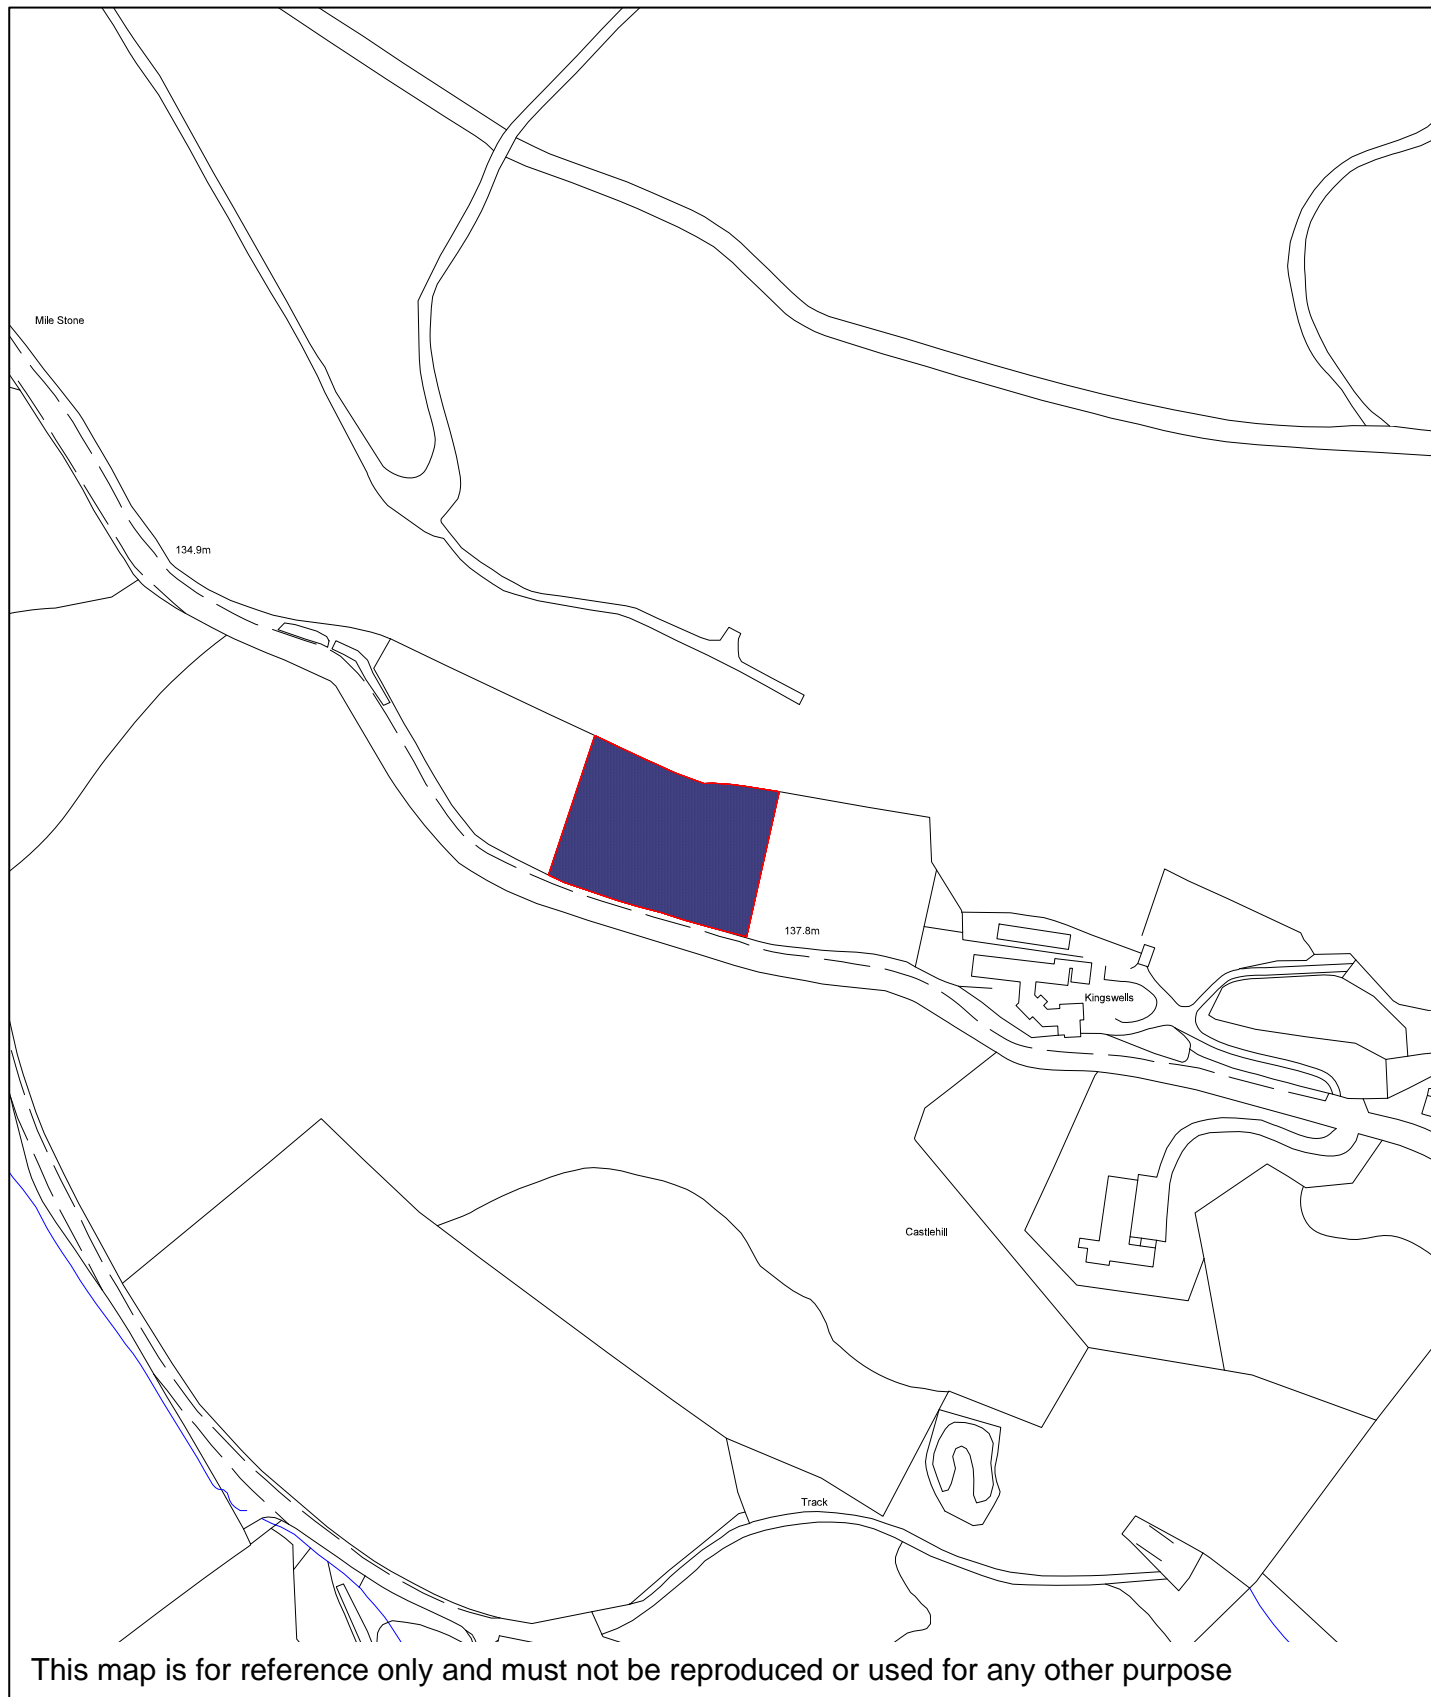 Mile Stone
134.9m
137.8m
Kingswells
Castlehill
Track
This map is for reference only and must not be reproduced or used for any other purpose